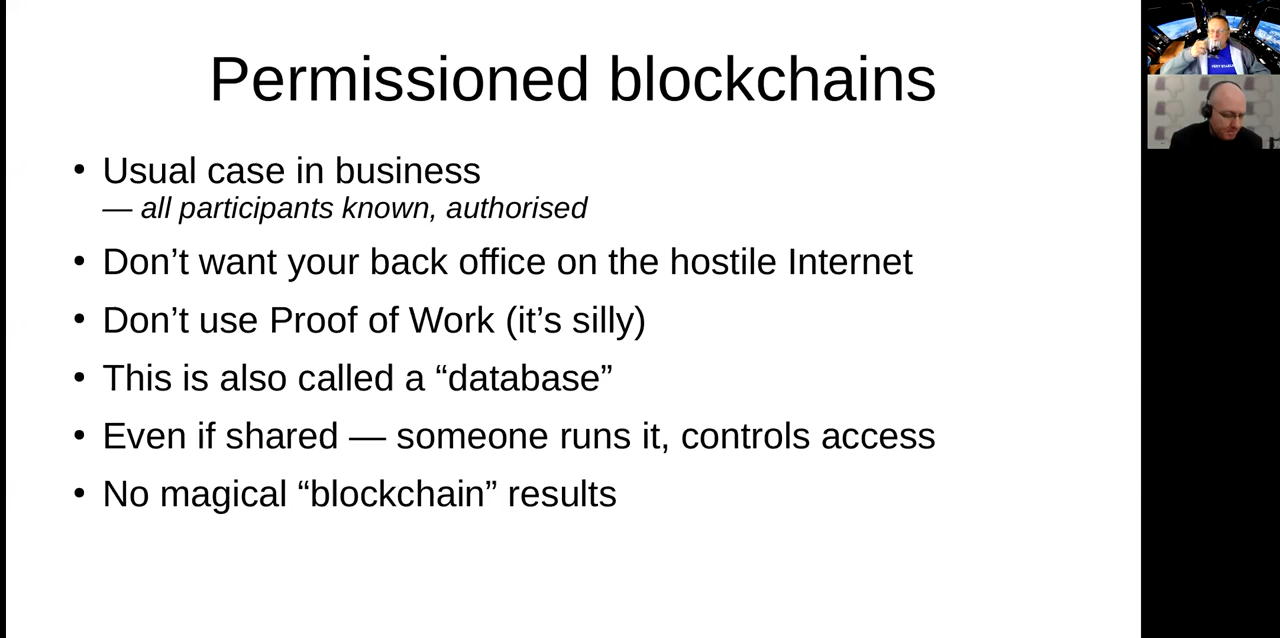 Permissioned blockchains
• Usual case in business
— all participants known, authorised
• Don’t want your back office on the hostile Internet
• Don’t use Proof of Work (it’s silly)
• This is also called a “database”
• Even if shared — someone runs it, controls access
• No magical “blockchain” results